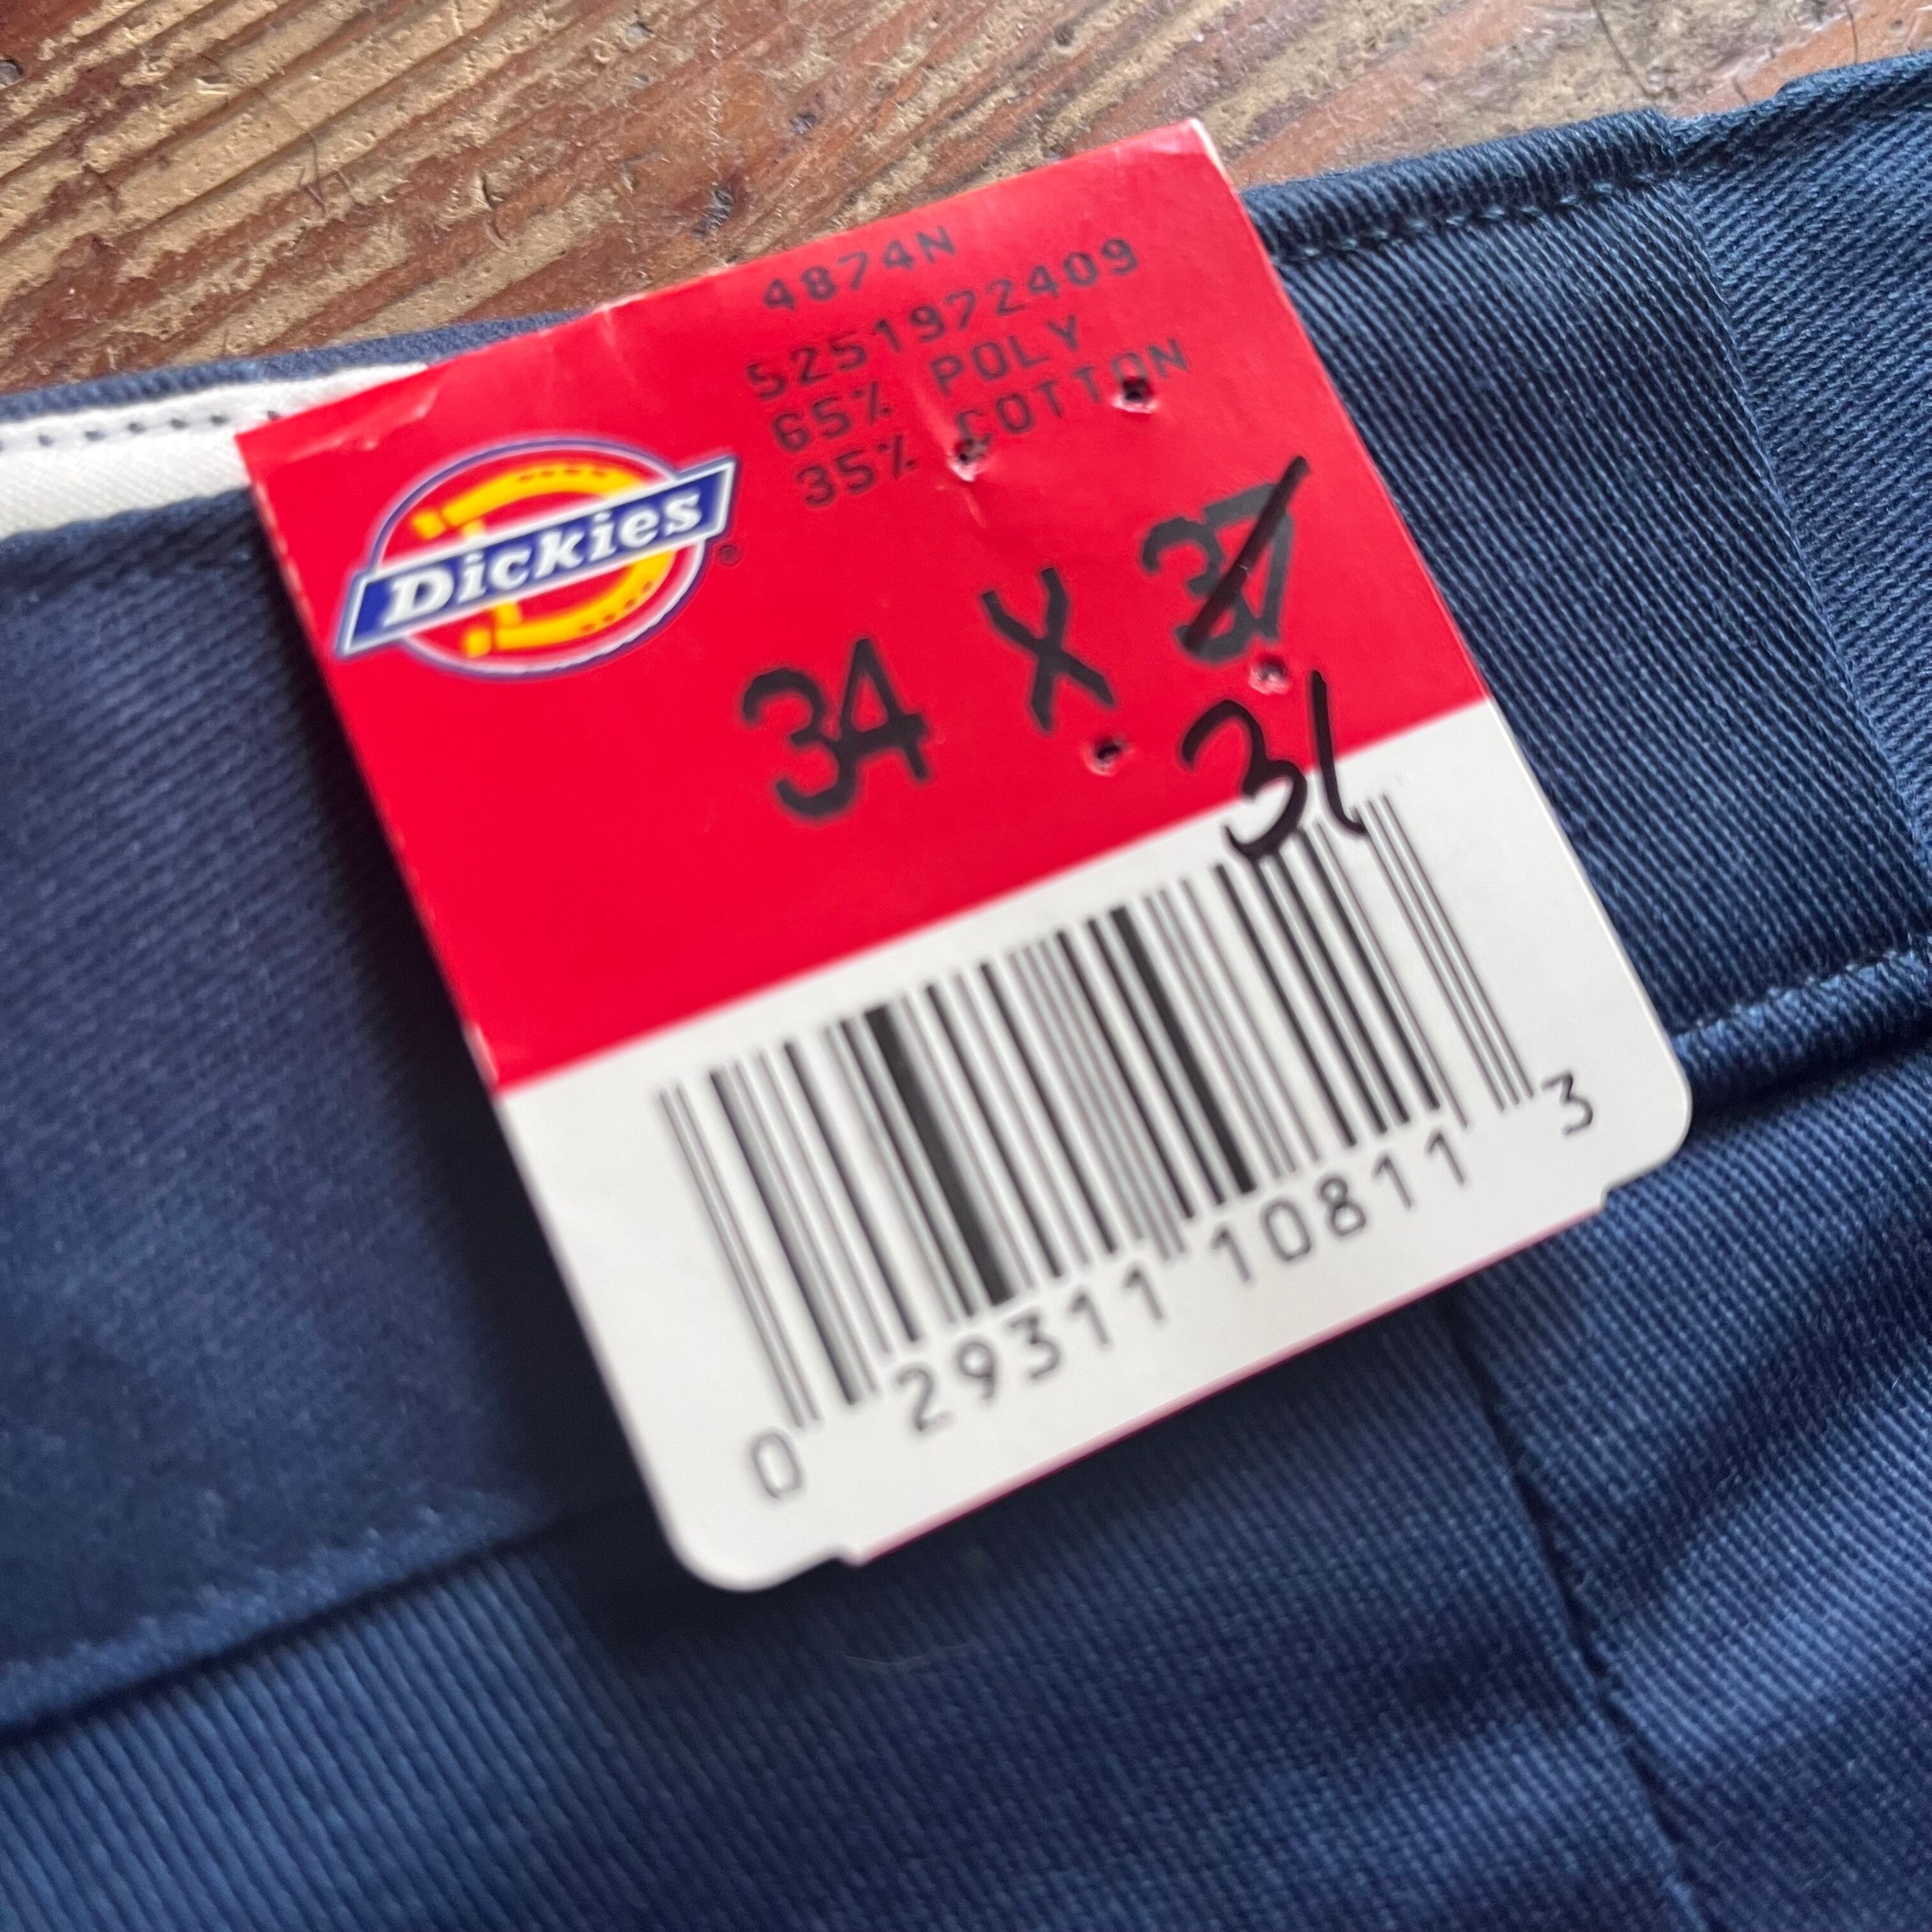 4874N
5251972409
65% POLY
35% COTTON
Dickies®
34 X 37
31
0 29311 10811 3